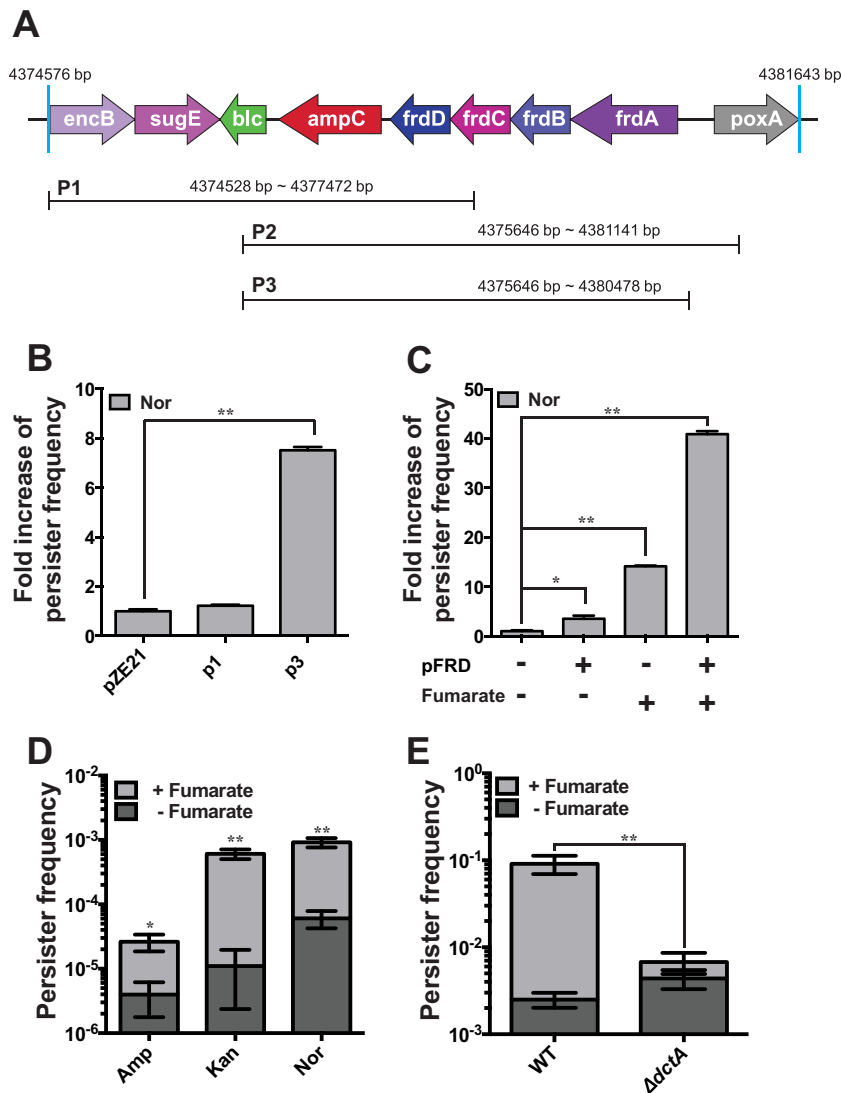 A
4374576 bp
4381643 bp
encB sugE blc ampC frdD frdC frdB frdA poxA
P1 4374528 bp ~ 4377472 bp
P2 4375646 bp ~ 4381141 bp
P3 4375646 bp ~ 4380478 bp
B
Fold increase of
persister frequency
10
8
6
4
2
0
Nor
**
pZE21 p1 p3
C
Fold increase of
persister frequency
50
40
30
20
10
0
Nor
**
**
*
pFRD - + - +
Fumarate - - + +
D
Persister frequency
10-2
10-3
10-4
10-5
10-6
+ Fumarate
- Fumarate
*
**
**
Amp Kan Nor
E
Persister frequency
100
10-1
10-2
10-3
+ Fumarate
- Fumarate
**
WT ΔdctA